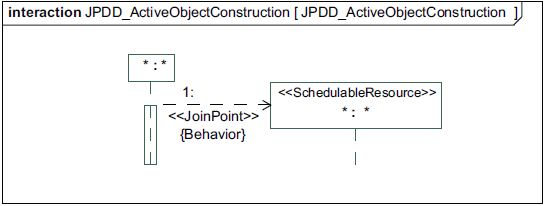 interaction JPDD_ActiveObjectConstruction [ JPDD_ActiveObjectConstruction ]
* : *
1:
<<SchedulableResource>>
* : *
<<JoinPoint>>
{Behavior}